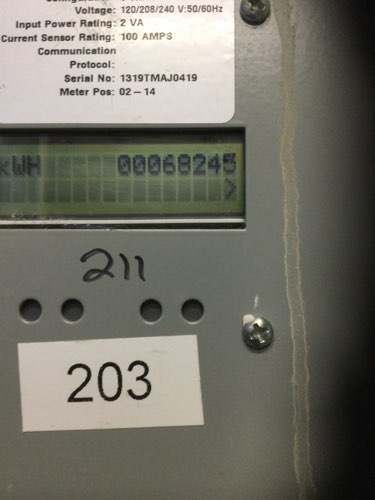 Voltage: 120/208/240 V:50/60Hz
Input Power Rating: 2 VA
Current Sensor Rating: 100 AMPS
Communication
Protocol:
Serial No: 1319TMAJ0419
Meter Pos: 02 – 14
kWH 00068245
>
211
203